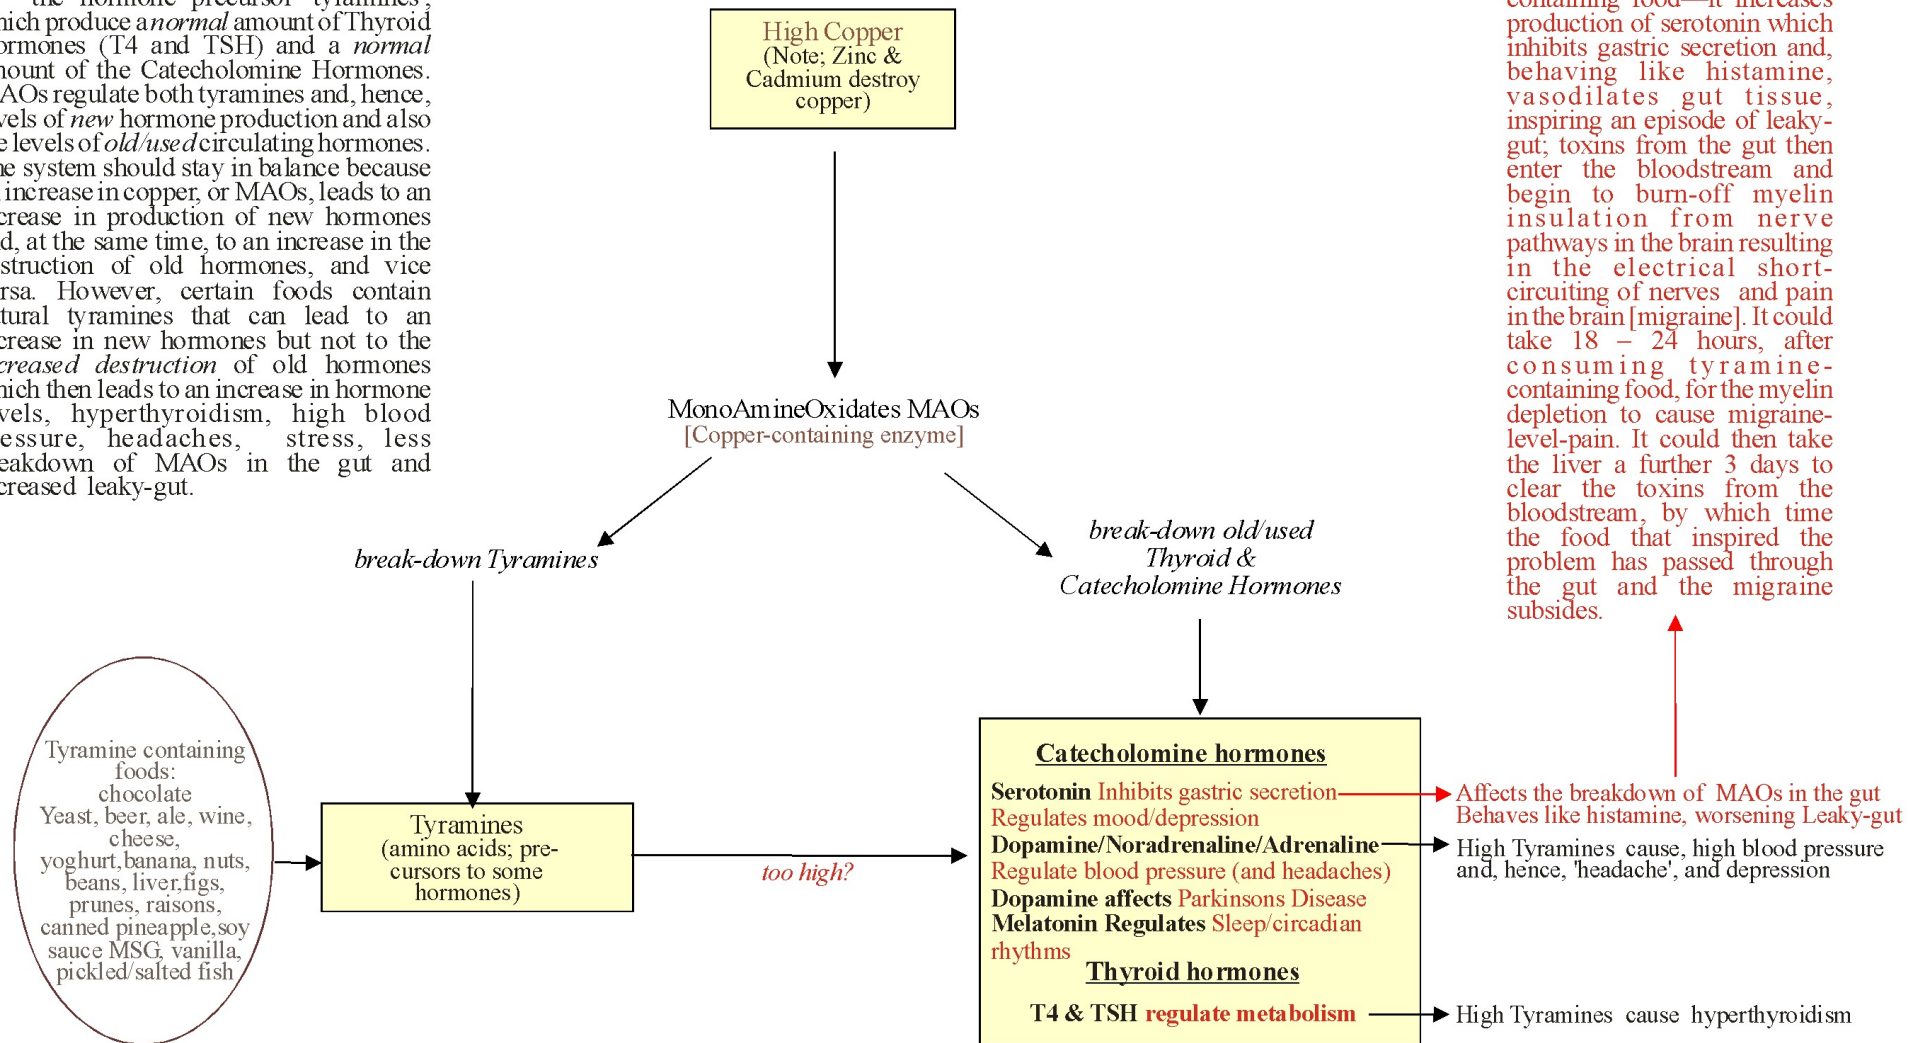 hich produce a normal amount of Thyroid
ormones (T4 and TSH) and a normal
nount of the Catecholomine Hormones.
AOs regulate both tyramines and, hence,
vels of new hormone production and also
e levels of old/used circulating hormones.
ne system should stay in balance because
increase in copper, or MAOs, leads to an
crease in production of new hormones
d, at the same time, to an increase in the
struction of old hormones, and vice
rsa. However, certain foods contain
tural tyramines that can lead to an
crease in new hormones but not to the
creased destruction of old hormones
hich then leads to an increase in hormone
vels, hyperthyroidism, high blood
essure, headaches, stress, less
eakdown of MAOs in the gut and
creased leaky-gut.
High Copper
(Note; Zinc &
Cadmium destroy
copper)
MonoAmineOxidates MAOs
[Copper-containing enzyme]
break-down Tyramines
break-down old/used
Thyroid &
Catecholomine Hormones
Tyramine containing
foods:
chocolate
Yeast, beer, ale, wine,
cheese,
yoghurt,banana, nuts,
beans, liver,figs,
prunes, raisons,
canned pineapple,soy
sauce MSG, vanilla,
pickled/salted fish
Tyramines
(amino acids; pre-
cursors to some
hormones)
too high?
Catecholomine hormones
Serotonin Inhibits gastric secretion
Regulates mood/depression
Dopamine/Noradrenaline/Adrenaline
Regulate blood pressure (and headaches)
Dopamine affects Parkinsons Disease
Melatonin Regulates Sleep/circadian
rhythms
Thyroid hormones
T4 & TSH regulate metabolism
Affects the breakdown of MAOs in the gut
Behaves like histamine, worsening Leaky-gut
High Tyramines cause, high blood pressure
and, hence, 'headache', and depression
High Tyramines cause hyperthyroidism
containing food—it increases
production of serotonin which
inhibits gastric secretion and,
behaving like histamine,
vasodilates gut tissue,
inspiring an episode of leaky-
gut; toxins from the gut then
enter the bloodstream and
begin to burn-off myelin
insulation from nerve
pathways in the brain resulting
in the electrical short-
circuiting of nerves and pain
in the brain [migraine]. It could
take 18 – 24 hours, after
consuming tyramine-
containing food, for the myelin
depletion to cause migraine-
level-pain. It could then take
the liver a further 3 days to
clear the toxins from the
bloodstream, by which time
the food that inspired the
problem has passed through
the gut and the migraine
subsides.